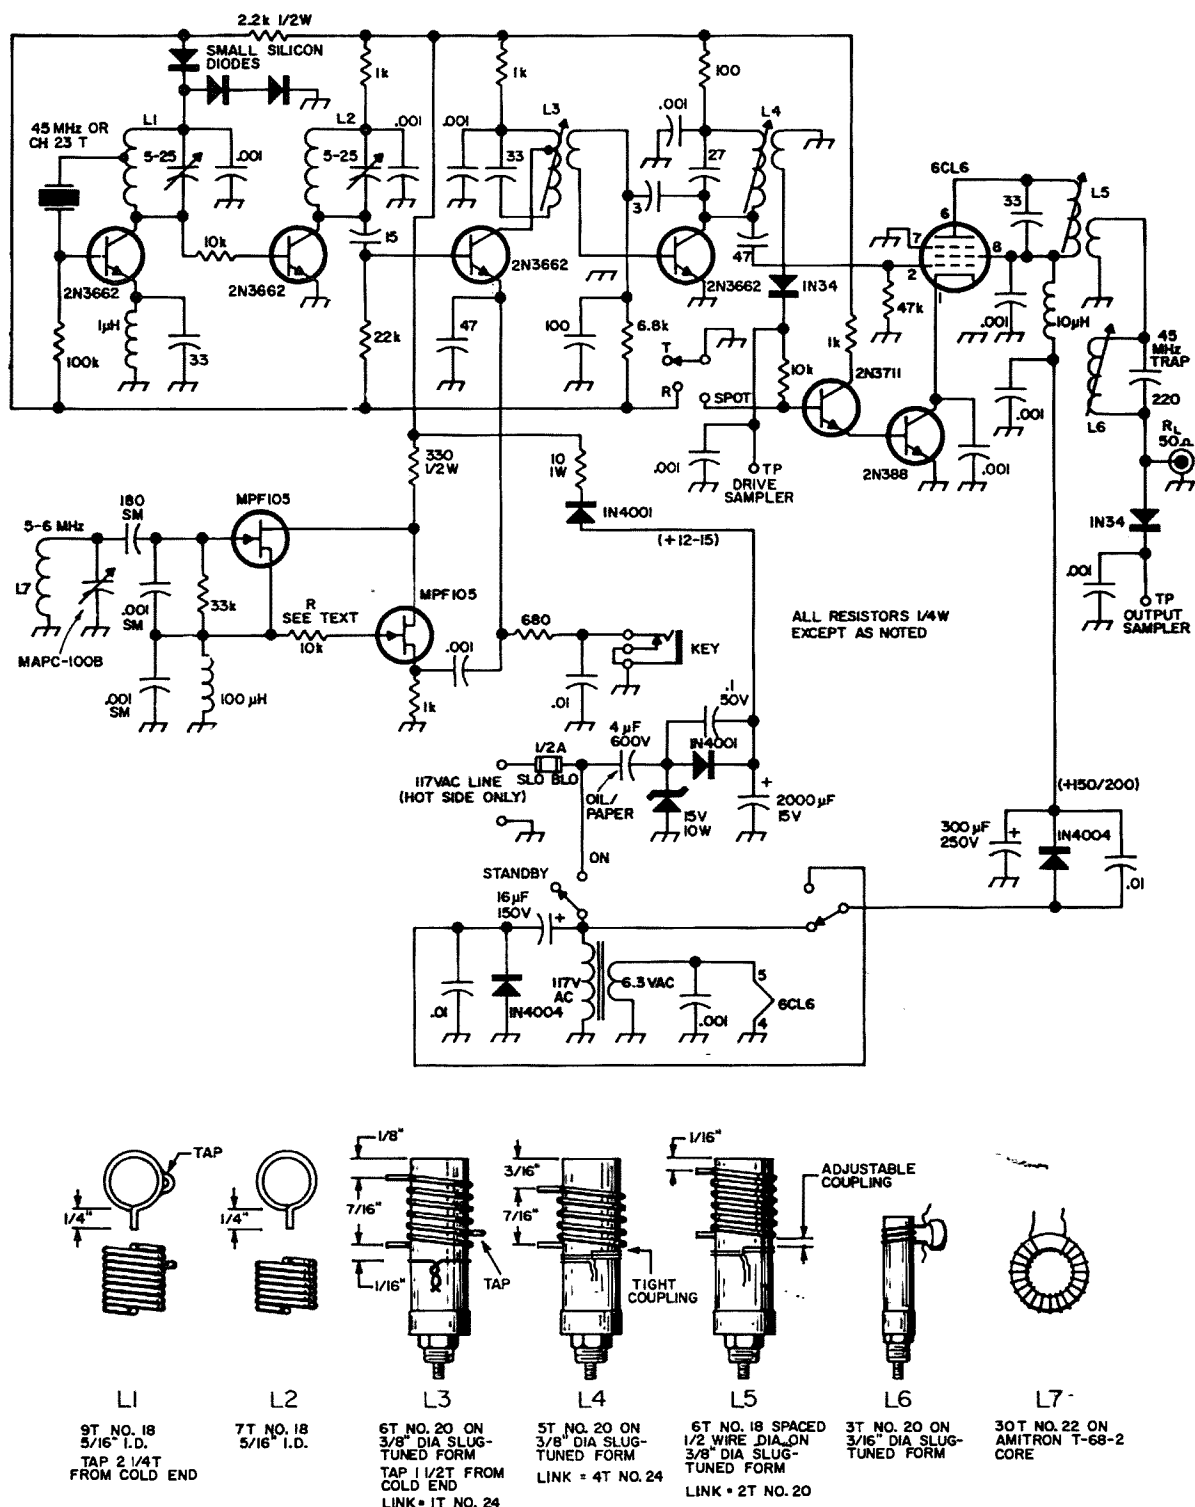 2.2k 1/2W
SMALL SILICON
DIODES
1k
1k
100
45 MHz OR
CH 23 T
L1
5-25
.001
L2
5-25
.001
.001
33
L3
.001
27
L4
3
6CL6
6
7
8
2
1
33
L5
10k
15
2N3662
2N3662
2N3662
2N3662
47
1N34
47k
.001
10µH
1µH
33
100k
22k
47
100
6.8k
T
R
SPOT
10k
1k
2N3711
2N388
.001
.001
45
MHz
TRAP
220
L6
RL
50Ω
330
1/2W
10
1W
1N4001
(+12-15)
.001
TP
DRIVE
SAMPLER
1N34
.001
TP
OUTPUT
SAMPLER
5-6 MHz
180
SM
MPF105
L7
.001
SM
33k
R
SEE TEXT
10k
MPF105
MAPC-100B
.001
SM
100 µH
1k
.001
680
.01
KEY
ALL RESISTORS 1/4W
EXCEPT AS NOTED
117VAC LINE
(HOT SIDE ONLY)
1/2A
SLO BLO
4 µF
600V
OIL/
PAPER
.1
50V
1N4001
15V
10W
+
2000 µF
15V
(+150/200)
300 µF
250V
+
1N4004
.01
ON
STANDBY
16 µF
150V
+
.01
1N4004
117V
AC
6.3VAC
.001
5
4
6CL6
TAP
1/4"
1/4"
1/8"
7/16"
1/16"
TAP
3/16"
7/16"
TIGHT
COUPLING
1/16"
ADJUSTABLE
COUPLING
L1
9T NO. 18
5/16" I.D.
TAP 2 1/4T
FROM COLD END
L2
7T NO. 18
5/16" I.D.
L3
6T NO. 20 ON
3/8" DIA SLUG-
TUNED FORM
TAP 1 1/2T FROM
COLD END
LINK = 1T NO. 24
L4
5T NO. 20 ON
3/8" DIA SLUG-
TUNED FORM
LINK = 4T NO. 24
L5
6T NO. 18 SPACED
1/2 WIRE DIA. ON
3/8" DIA SLUG-
TUNED FORM
LINK = 2T NO. 20
L6
3T NO. 20 ON
3/16" DIA SLUG-
TUNED FORM
L7
30T NO. 22 ON
AMITRON T-68-2
CORE